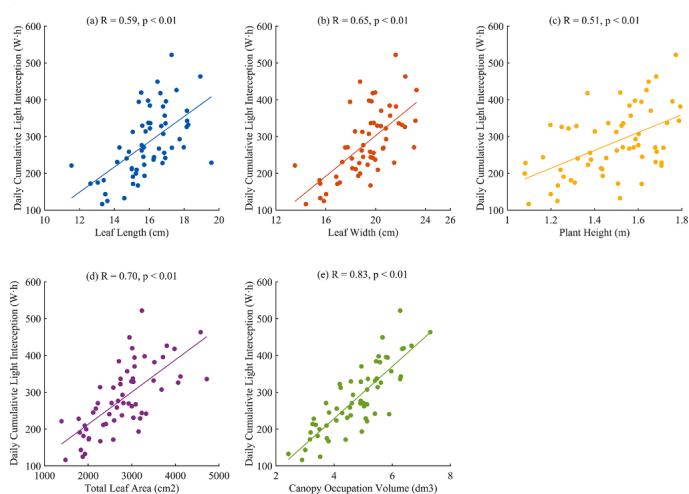 (a) R = 0.59, p < 0.01
(b) R = 0.65, p < 0.01
(c) R = 0.51, p < 0.01
Daily Cumulativte Light Interception (W·h)
600
500
400
300
200
100
10 12 14 16 18 20
Leaf Length (cm)
Daily Cumulativte Light Interception (W·h)
600
500
400
300
200
100
12 14 16 18 20 22 24 26
Leaf Width (cm)
Daily Cumulativte Light Interception (W·h)
600
500
400
300
200
100
1 1.2 1.4 1.6 1.8
Plant Height (m)
(d) R = 0.70, p < 0.01
(e) R = 0.83, p < 0.01
Daily Cumulativte Light Interception (W·h)
600
500
400
300
200
100
1000 2000 3000 4000 5000
Total Leaf Area (cm2)
Daily Cumulativte Light Interception (W·h)
600
500
400
300
200
100
2 4 6 8
Canopy Occupation Volume (dm3)